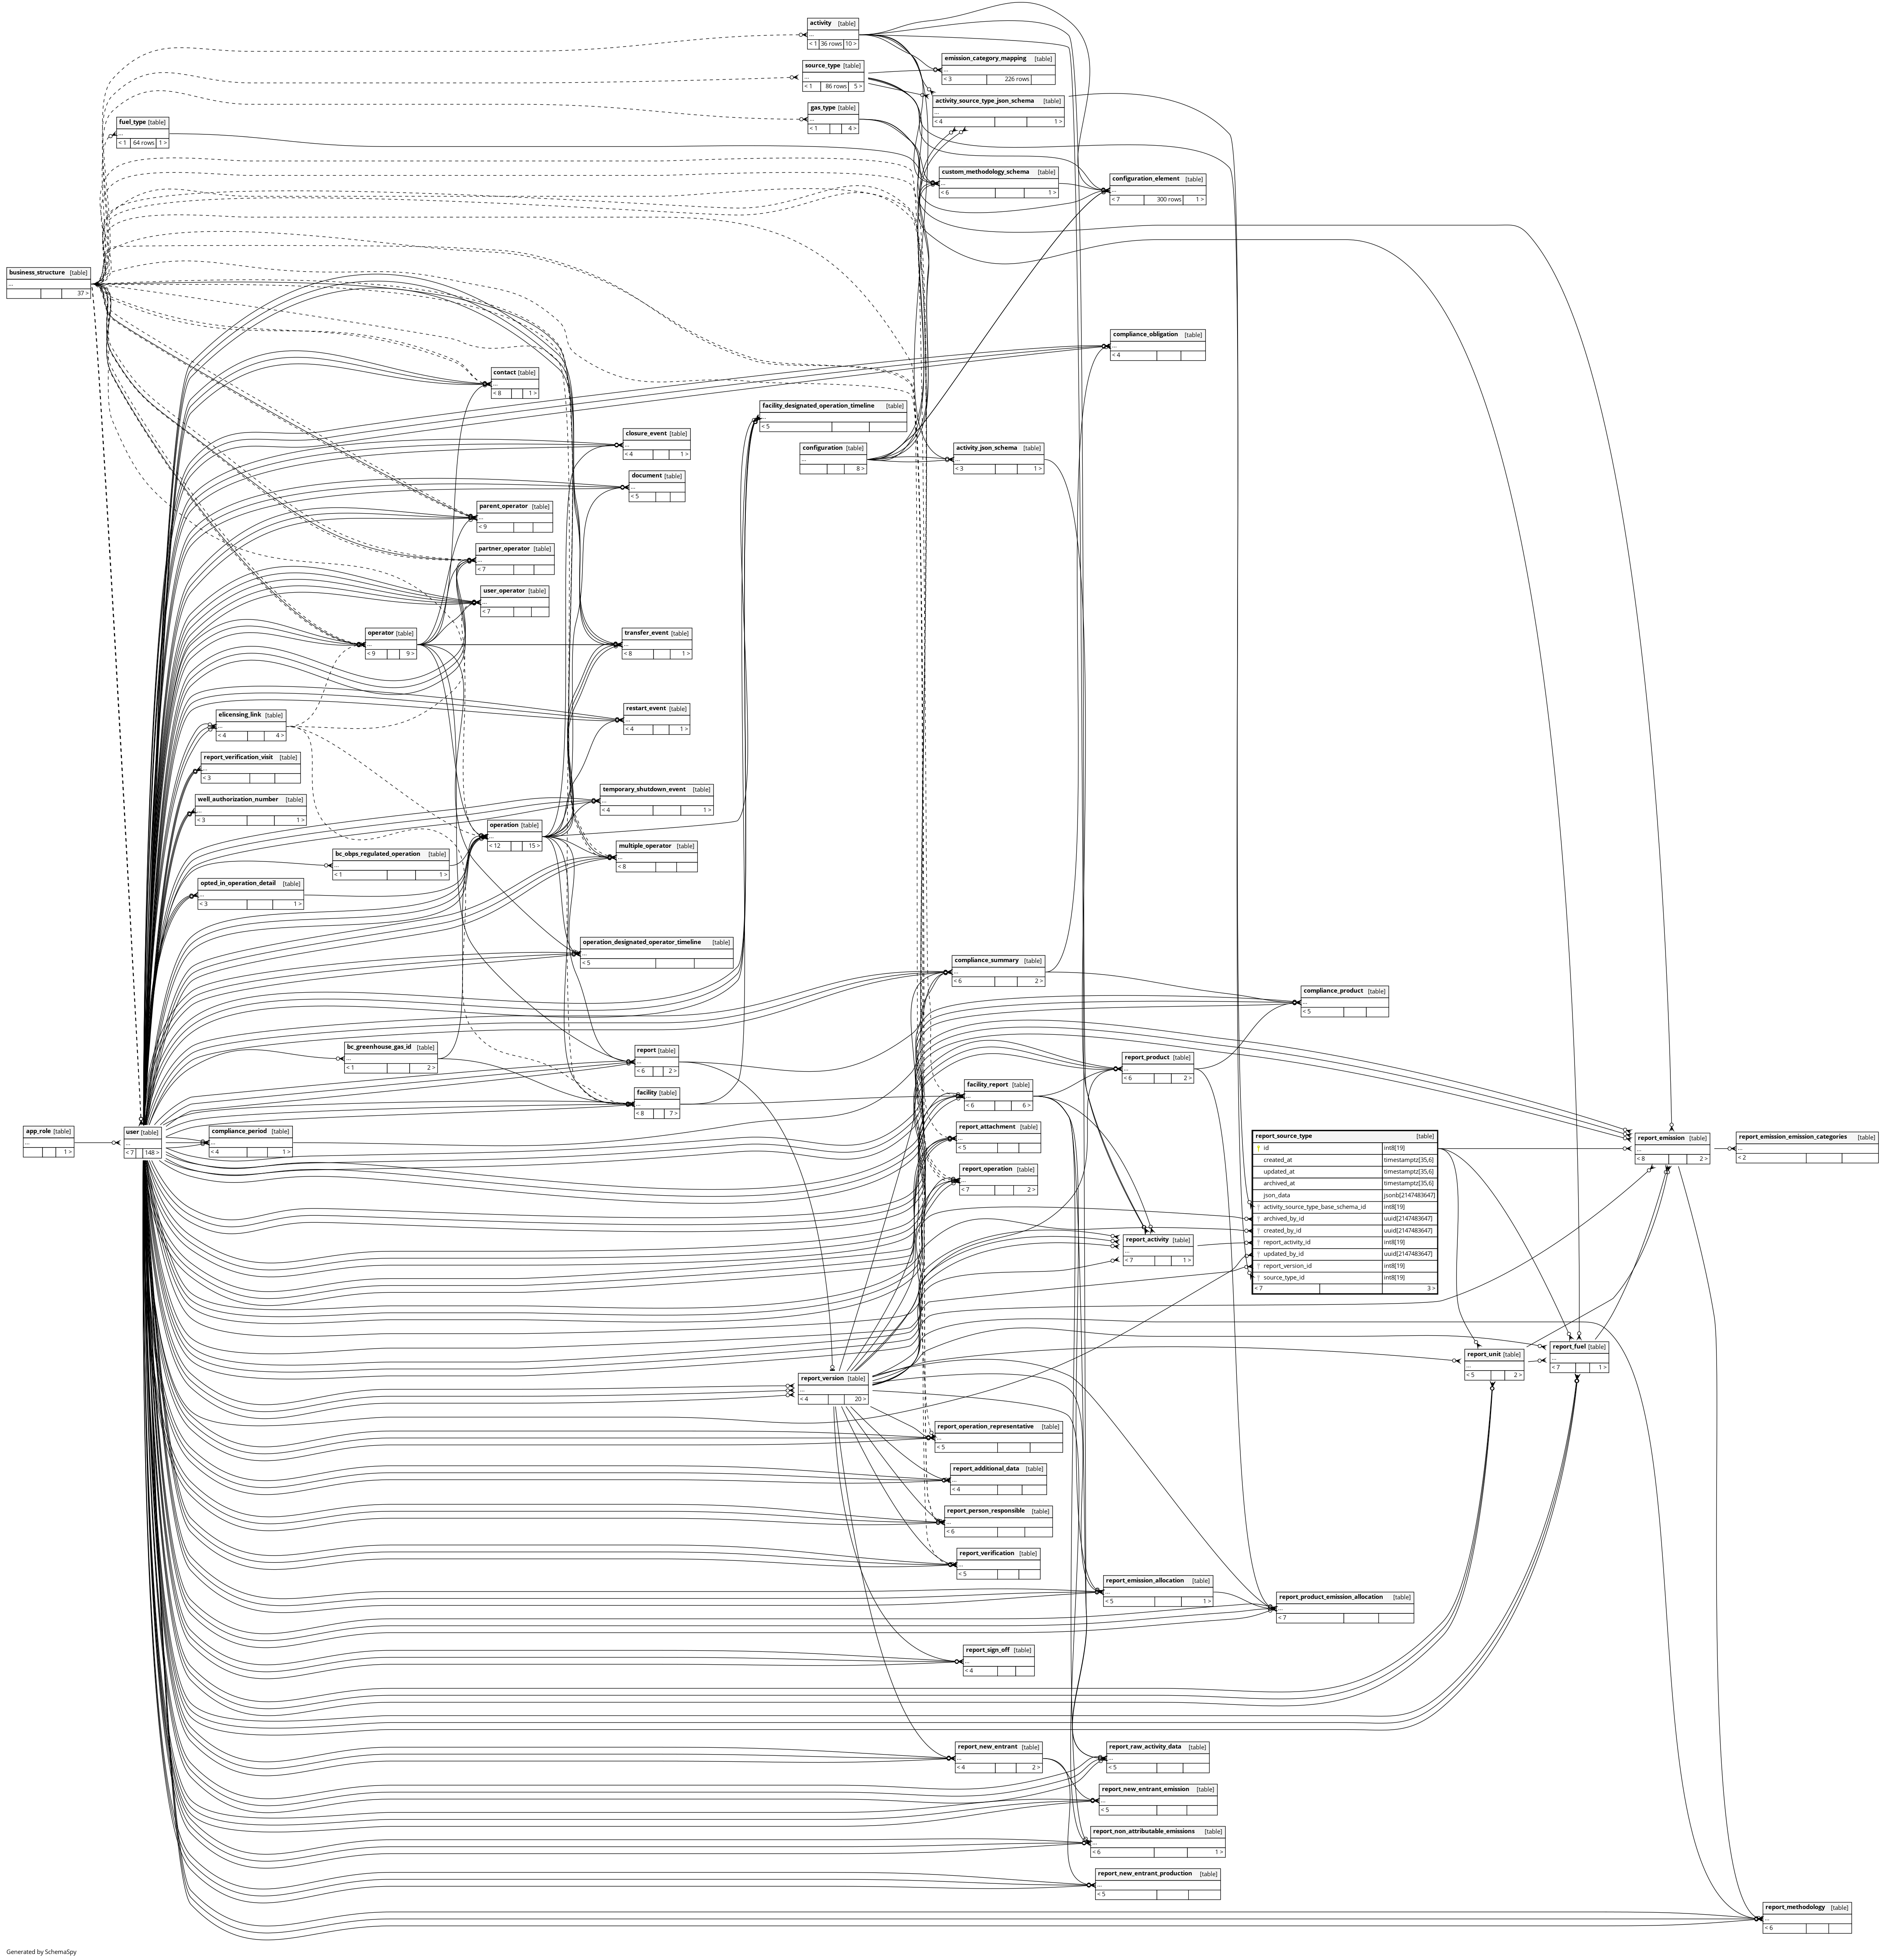 activity [table]
...
< 1 36 rows 10 >
source_type [table]
...
< 1 86 rows 5 >
emission_category_mapping [table]
...
< 3 226 rows
activity_source_type_json_schema [table]
...
< 4 1 >
gas_type [table]
...
< 1 4 >
fuel_type [table]
...
< 1 64 rows 1 >
custom_methodology_schema [table]
...
< 6 1 >
configuration_element [table]
...
< 7 300 rows 1 >
business_structure [table]
...
37 >
compliance_obligation [table]
...
< 4
contact [table]
...
< 8 1 >
facility_designated_operation_timeline [table]
...
< 5
closure_event [table]
...
< 4 1 >
configuration [table]
...
8 >
activity_json_schema [table]
...
< 3 1 >
document [table]
...
< 5
parent_operator [table]
...
< 9
partner_operator [table]
...
< 7
user_operator [table]
...
< 7
operator [table]
...
< 9 9 >
transfer_event [table]
...
< 8 1 >
elicensing_link [table]
...
< 4 4 >
restart_event [table]
...
< 4 1 >
report_verification_visit [table]
...
< 3
well_authorization_number [table]
...
< 3 1 >
temporary_shutdown_event [table]
...
< 4 1 >
operation [table]
...
< 12 15 >
bc_obps_regulated_operation [table]
...
< 1 1 >
multiple_operator [table]
...
< 8
opted_in_operation_detail [table]
...
< 3 1 >
operation_designated_operator_timeline [table]
...
< 5
compliance_summary [table]
...
< 6 2 >
compliance_product [table]
...
< 5
bc_greenhouse_gas_id [table]
...
< 1 2 >
report [table]
...
< 6 2 >
report_product [table]
...
< 6 2 >
facility [table]
...
< 8 7 >
facility_report [table]
...
< 6 6 >
app_role [table]
...
1 >
user [table]
...
< 7 148 >
compliance_period [table]
...
< 4 1 >
report_attachment [table]
...
< 5
report_operation [table]
...
< 7 2 >
report_source_type [table]
id int8[19]
created_at timestamptz[35,6]
updated_at timestamptz[35,6]
archived_at timestamptz[35,6]
json_data jsonb[2147483647]
activity_source_type_base_schema_id int8[19]
archived_by_id uuid[2147483647]
created_by_id uuid[2147483647]
report_activity_id int8[19]
updated_by_id uuid[2147483647]
report_version_id int8[19]
source_type_id int8[19]
< 7 3 >
report_emission [table]
...
< 8 2 >
report_emission_emission_categories [table]
...
< 2
report_activity [table]
...
< 7 1 >
report_fuel [table]
...
< 7 1 >
report_unit [table]
...
< 5 2 >
report_version [table]
...
< 4 20 >
report_operation_representative [table]
...
< 5
report_additional_data [table]
...
< 4
report_person_responsible [table]
...
< 6
report_verification [table]
...
< 5
report_emission_allocation [table]
...
< 5 1 >
report_product_emission_allocation [table]
...
< 7
report_sign_off [table]
...
< 4
report_new_entrant [table]
...
< 4 2 >
report_raw_activity_data [table]
...
< 5
report_new_entrant_emission [table]
...
< 5
report_non_attributable_emissions [table]
...
< 6 1 >
report_new_entrant_production [table]
...
< 5
report_methodology [table]
...
< 6
Generated by SchemaSpy